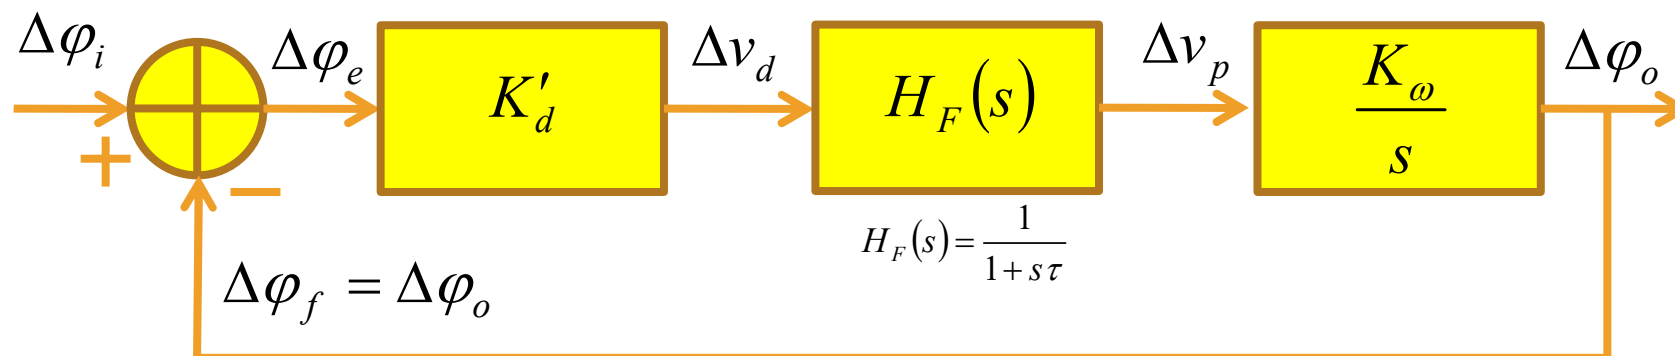 Δφ_i Δφ_e K′_d Δv_d H_F(s) Δv_p K_ω/s Δφ_o
+ −
H_F(s) = 1/(1 + sτ)
Δφ_f = Δφ_o